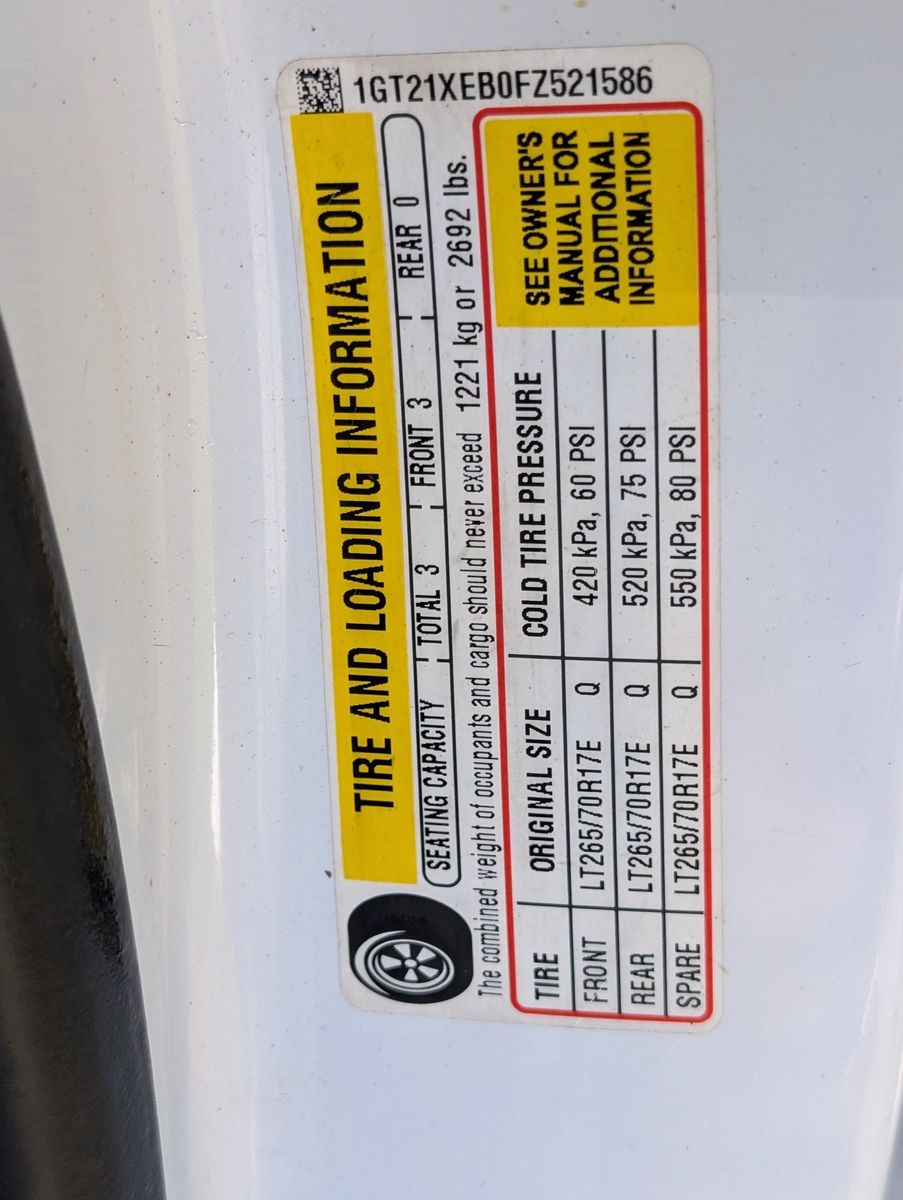 1GT21XEB0FZ521586
TIRE AND LOADING INFORMATION
SEATING CAPACITY TOTAL 3 FRONT 3 REAR 0
The combined weight of occupants and cargo should never exceed 1221 kg or 2692 lbs.
TIRE ORIGINAL SIZE COLD TIRE PRESSURE
FRONT LT265/70R17E Q 420 kPa, 60 PSI
REAR LT265/70R17E Q 520 kPa, 75 PSI
SPARE LT265/70R17E Q 550 kPa, 80 PSI
SEE OWNER'S
MANUAL FOR
ADDITIONAL
INFORMATION